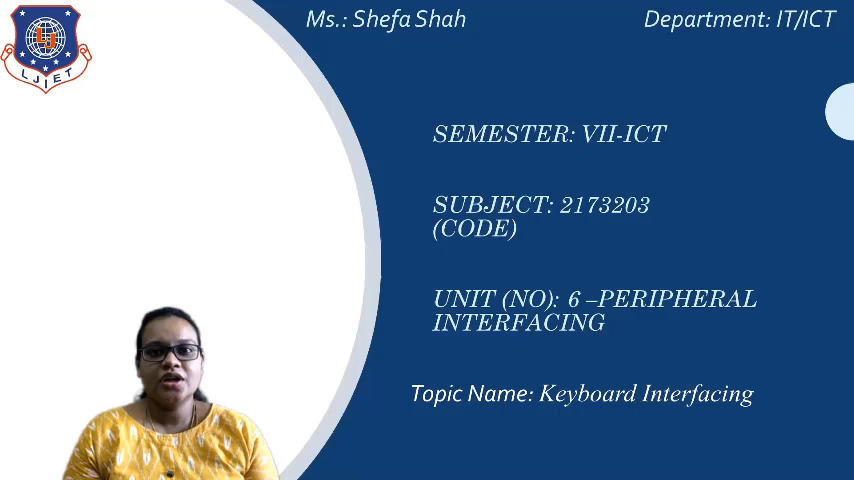 Ms.: Shefa Shah
Department: IT/ICT
LJ
LJIET
SEMESTER: VII-ICT
SUBJECT: 2173203
(CODE)
UNIT (NO): 6 –PERIPHERAL
INTERFACING
Topic Name: Keyboard Interfacing